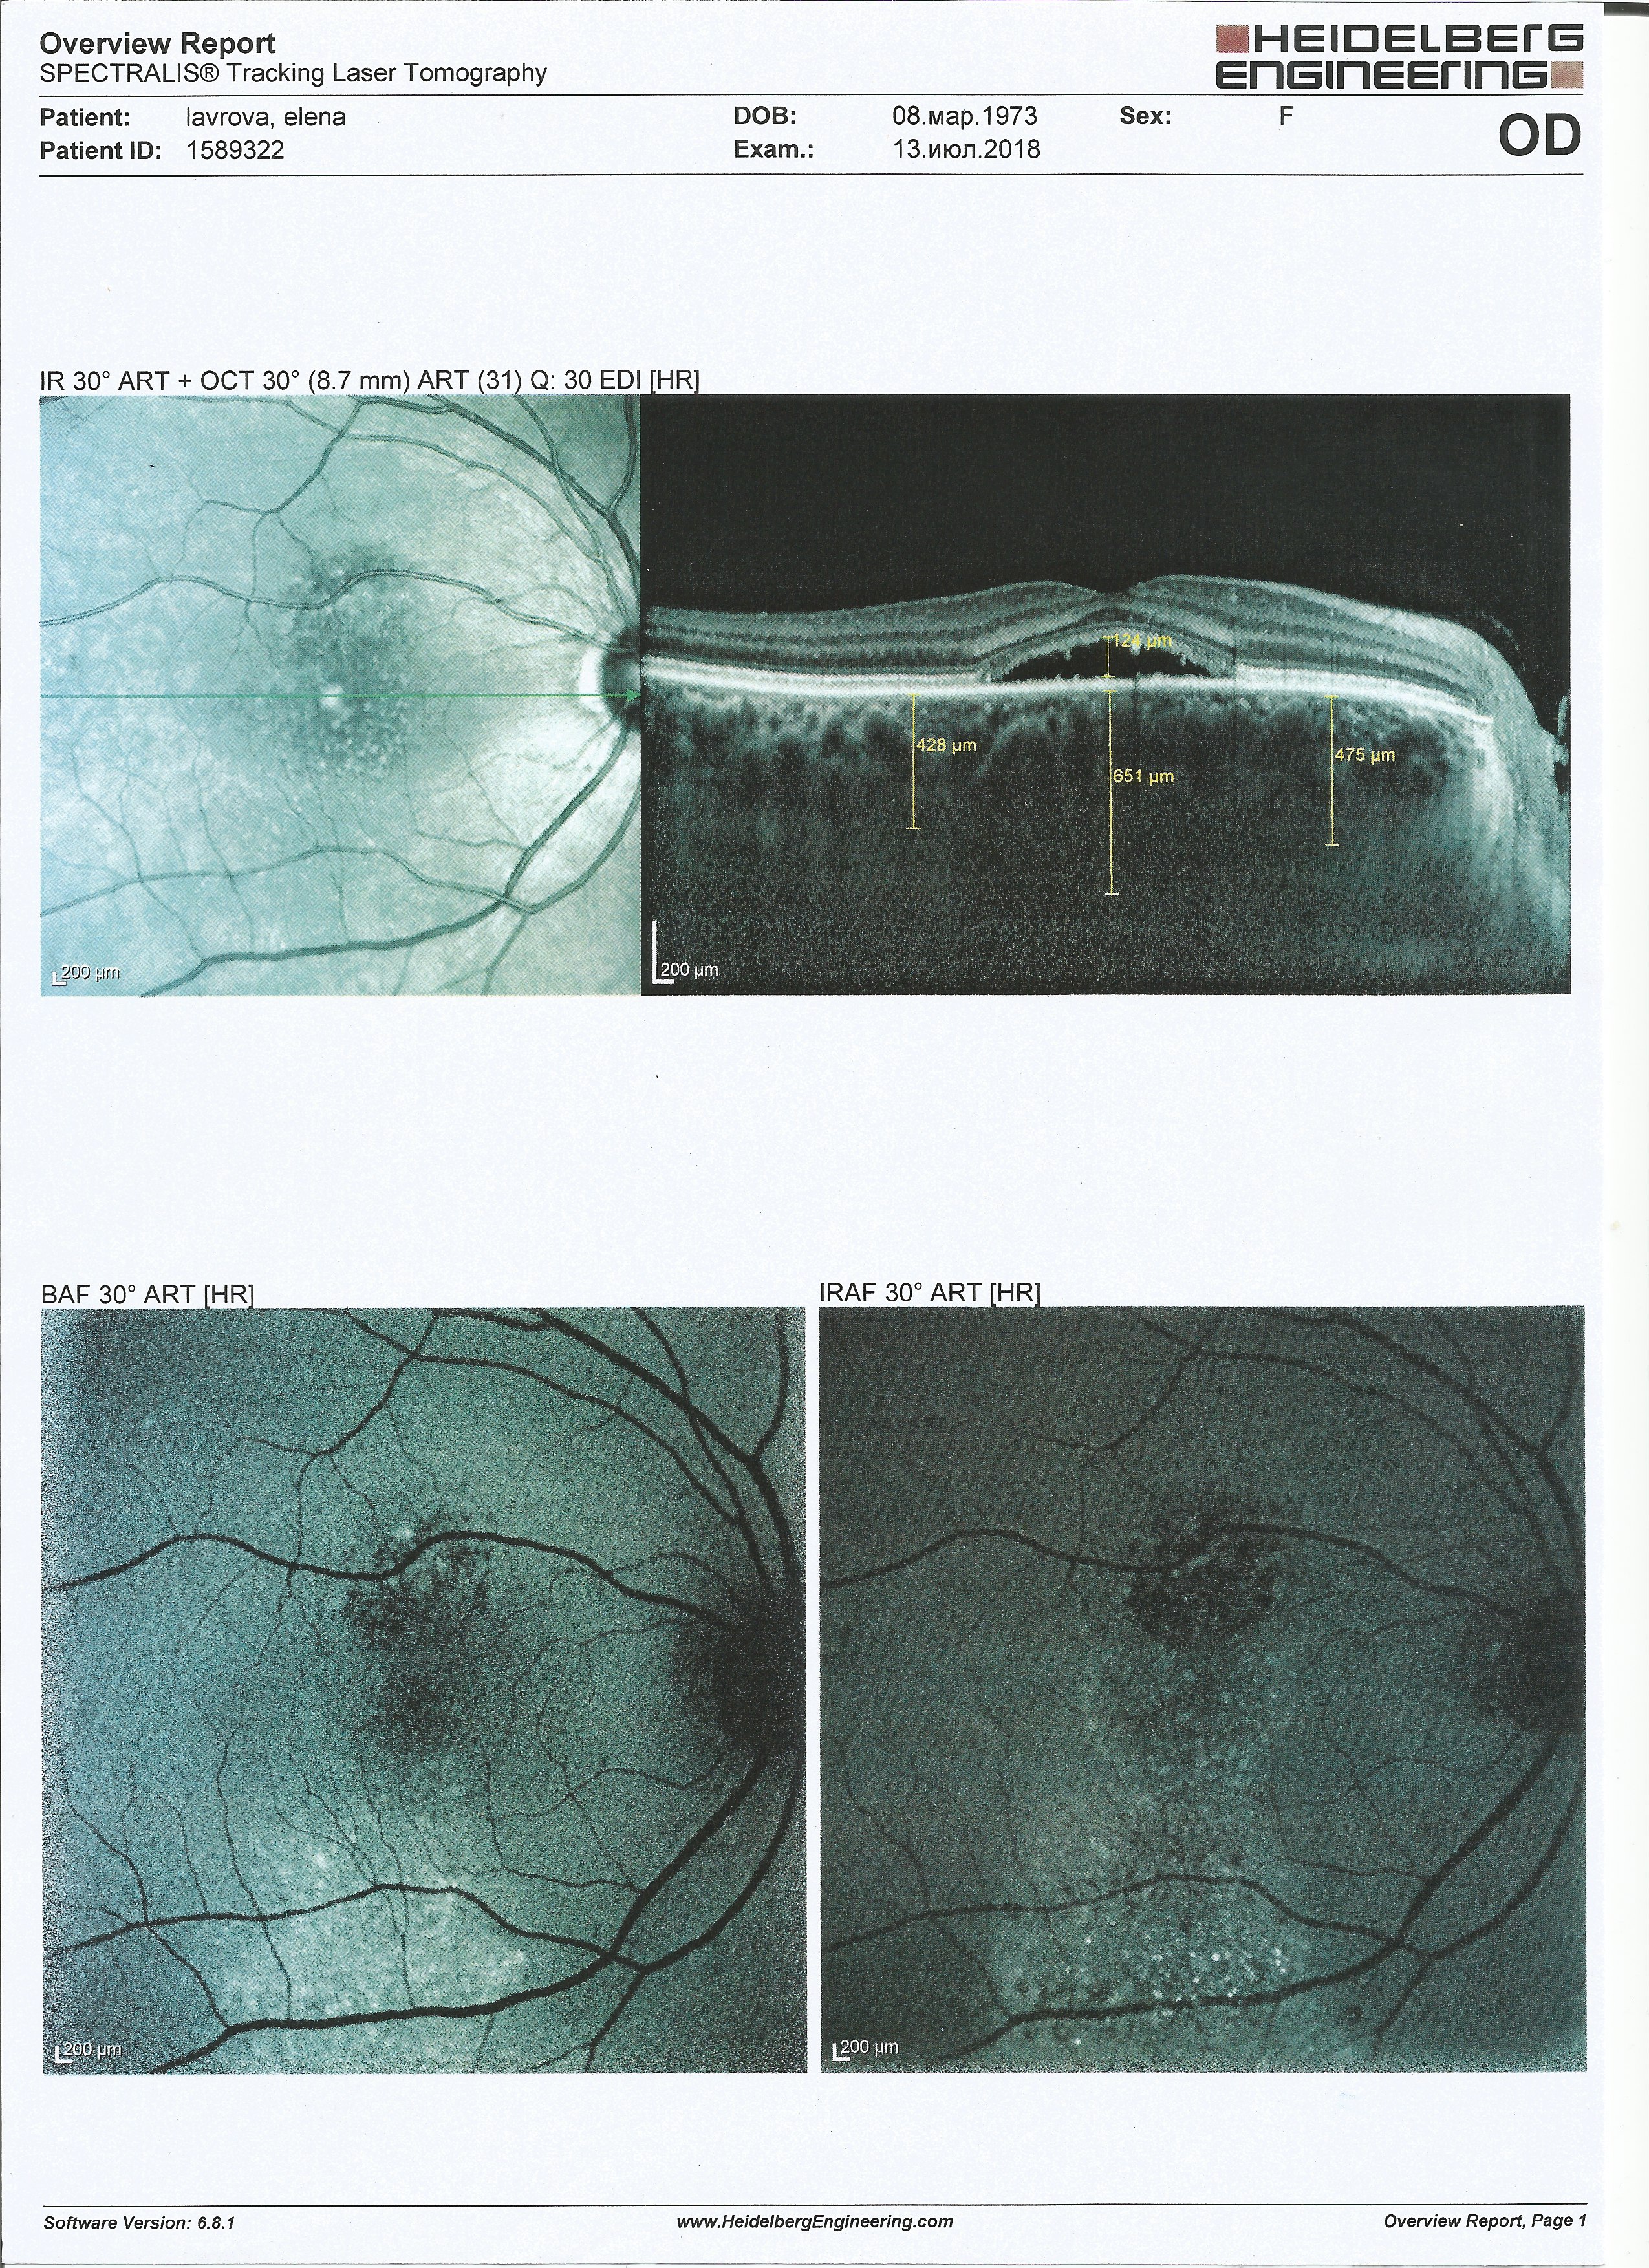 Overview Report
SPECTRALIS® Tracking Laser Tomography
HEIDELBERG
ENGINEERING
Patient: lavrova, elena DOB: 08.мар.1973 Sex: F
Patient ID: 1589322 Exam.: 13.июл.2018
OD
IR 30° ART + OCT 30° (8.7 mm) ART (31) Q: 30 EDI [HR]
124 µm
428 µm
651 µm
475 µm
200 µm
200 µm
BAF 30° ART [HR]
IRAF 30° ART [HR]
200 µm
200 µm
Software Version: 6.8.1 www.HeidelbergEngineering.com Overview Report, Page 1